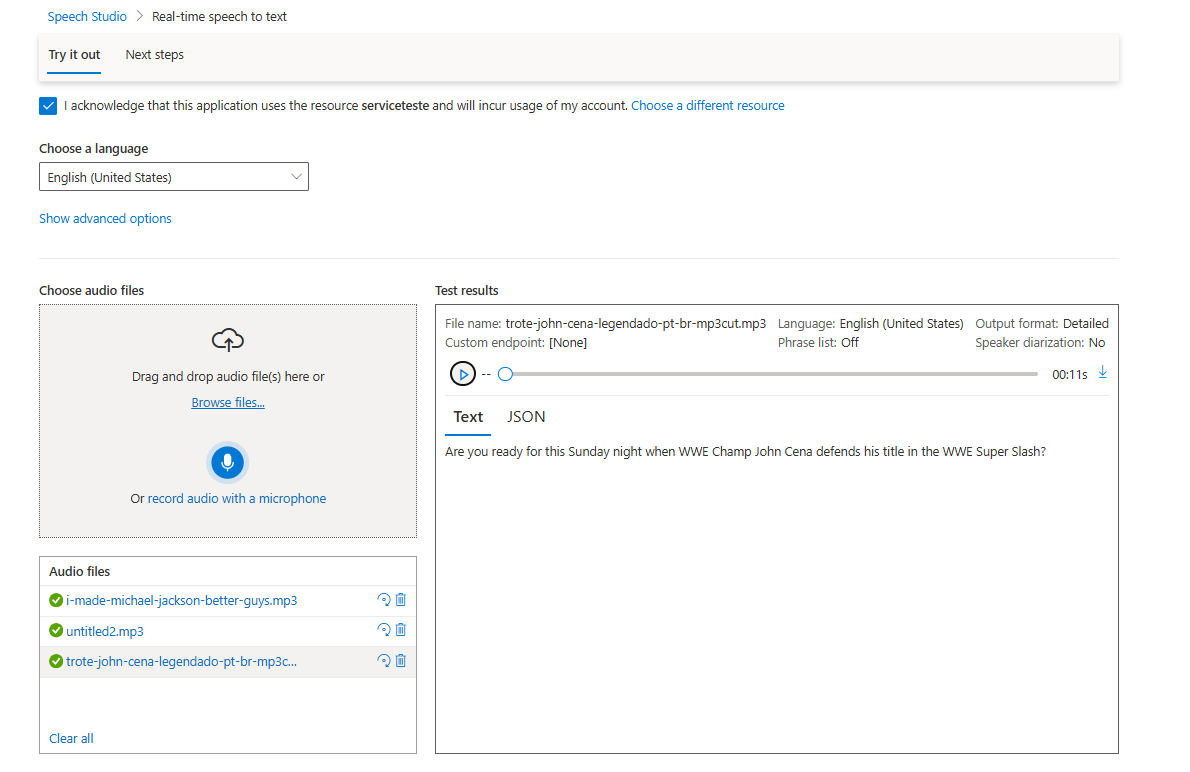 Speech Studio > Real-time speech to text
Try it out Next steps
I acknowledge that this application uses the resource serviceteste and will incur usage of my account. Choose a different resource
Choose a language
English (United States)
Show advanced options
Choose audio files
Drag and drop audio file(s) here or
Browse files...
Or record audio with a microphone
Audio files
i-made-michael-jackson-better-guys.mp3
untitled2.mp3
trote-john-cena-legendado-pt-br-mp3c...
Clear all
Test results
File name: trote-john-cena-legendado-pt-br-mp3cut.mp3 Language: English (United States) Output format: Detailed
Custom endpoint: [None] Phrase list: Off Speaker diarization: No
-- 00:11s
Text JSON
Are you ready for this Sunday night when WWE Champ John Cena defends his title in the WWE Super Slash?